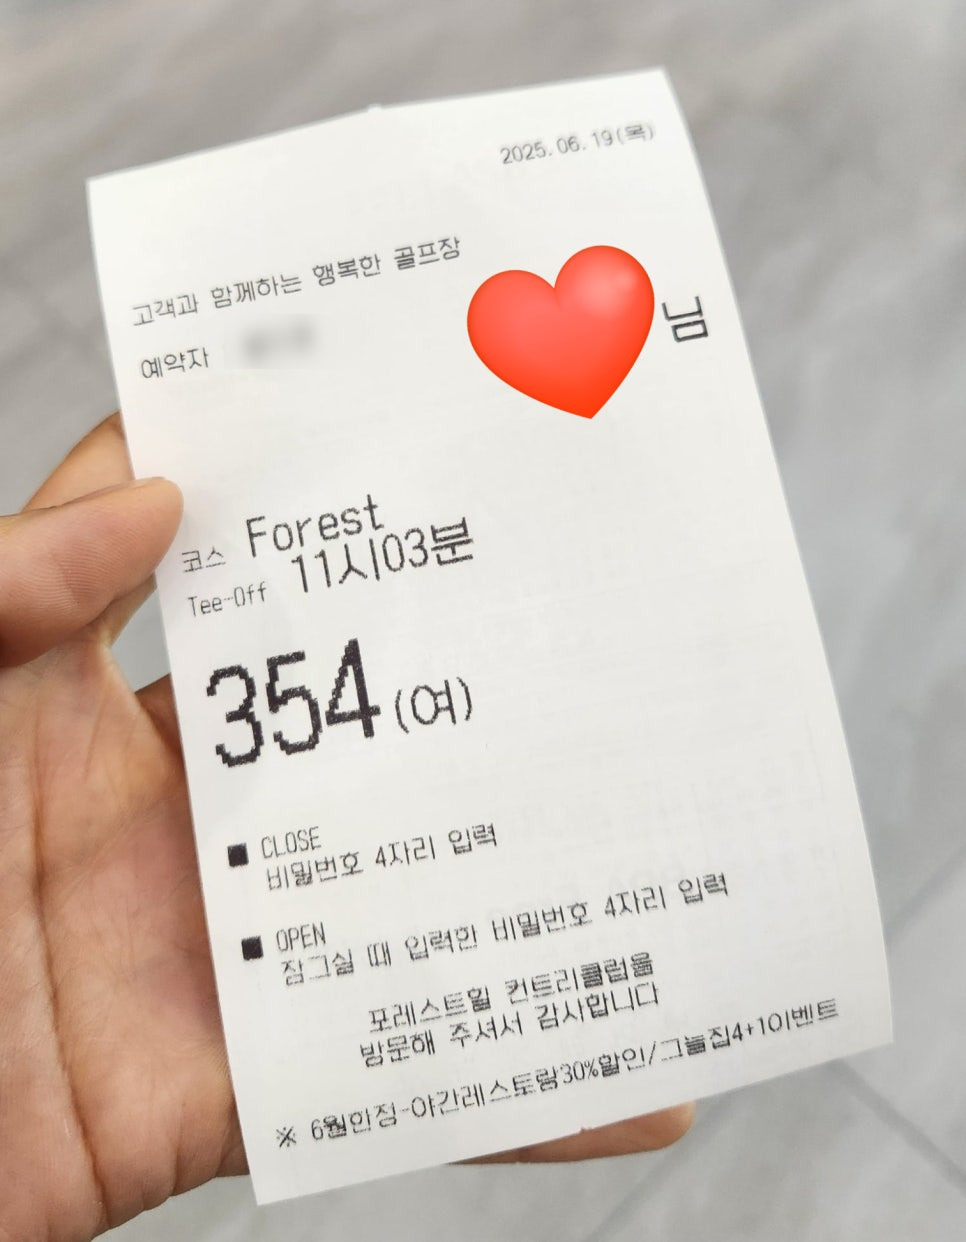 2025.06.19(목)
고객과 함께하는 행복한 골프장
예약자
님
코스 Forest
Tee-Off 11시03분
354(여)
■ CLOSE
비밀번호 4자리 입력
■ OPEN
잠그실 때 입력한 비밀번호 4자리 입력
포레스트힐 컨트리클럽을
방문해 주셔서 감사합니다
※ 6월한정-야간레스토랑30%할인/그늘집4+1이벤트